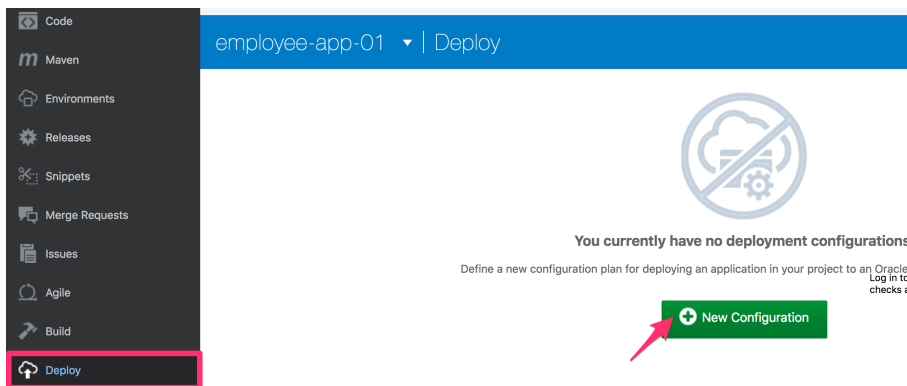 Code
Maven
Environments
Releases
Snippets
Merge Requests
Issues
Agile
Build
Deploy
employee-app-01 Deploy
You currently have no deployment configurations
Define a new configuration plan for deploying an application in your project to an Oracle
Log in to
checks a
New Configuration